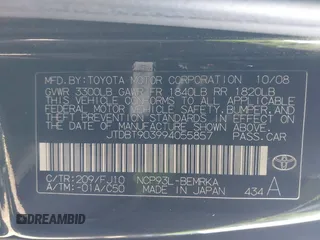 MFD.BY:TOYOTA MOTOR CORPORATION 10/08
GVWR 3300LB GAWR FR 1840LB RR 1820LB
THIS VEHICLE CONFORMS TO ALL APPLICABLE
FEDERAL MOTOR VEHICLE SAFETY, BUMPER, AND
THEFT PREVENTION STANDARDS IN EFFECT ON
THE DATE OF MANUFACTURE SHOWN ABOVE.
JTDBT903994055857 PASS. CAR
C/TR:209/FJ10 NCP93L-BEMRKA
A/TM:-01A/C50 MADE IN JAPAN 434 A